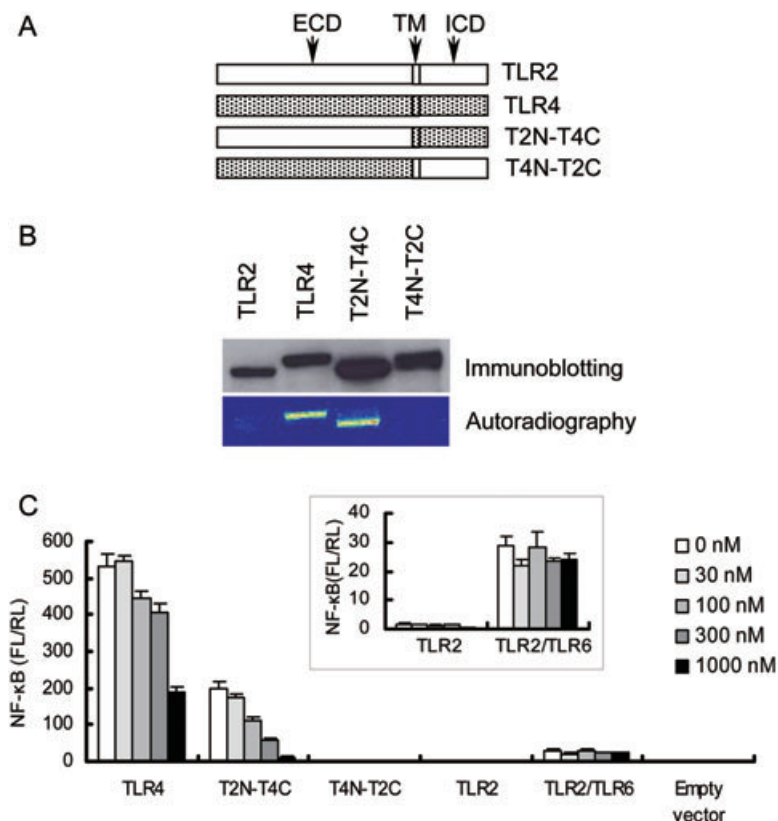 A
ECD TM ICD
TLR2
TLR4
T2N-T4C
T4N-T2C
B
TLR2 TLR4 T2N-T4C T4N-T2C
Immunoblotting
Autoradiography
C
NF-κB (FL/RL)
600
500
400
300
200
100
0
TLR4 T2N-T4C T4N-T2C TLR2 TLR2/TLR6 Empty vector
NF-κB(FL/RL)
40
30
20
10
0
TLR2 TLR2/TLR6
0 nM
30 nM
100 nM
300 nM
1000 nM